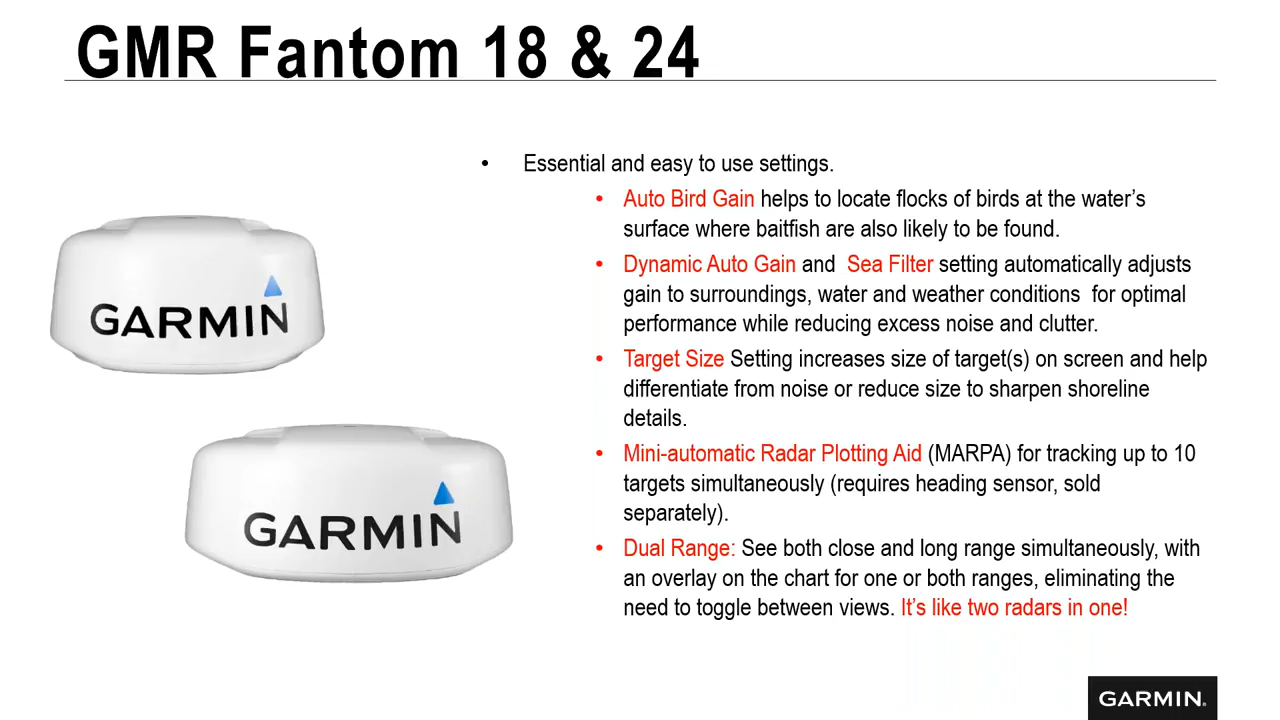 GMR Fantom 18 & 24
• Essential and easy to use settings.
• Auto Bird Gain helps to locate flocks of birds at the water’s
surface where baitfish are also likely to be found.
• Dynamic Auto Gain and Sea Filter setting automatically adjusts
gain to surroundings, water and weather conditions for optimal
performance while reducing excess noise and clutter.
• Target Size Setting increases size of target(s) on screen and help
differentiate from noise or reduce size to sharpen shoreline
details.
• Mini-automatic Radar Plotting Aid (MARPA) for tracking up to 10
targets simultaneously (requires heading sensor, sold
separately).
• Dual Range: See both close and long range simultaneously, with
an overlay on the chart for one or both ranges, eliminating the
need to toggle between views. It’s like two radars in one!
GARMIN
GARMIN
GARMIN.